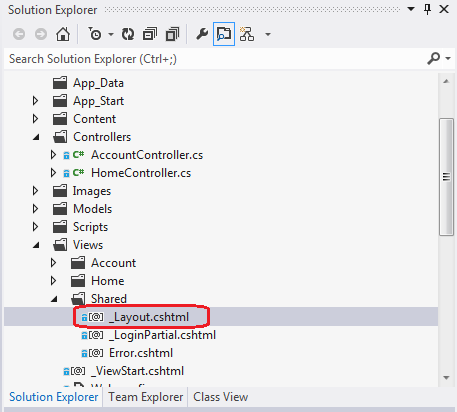 Solution Explorer
Search Solution Explorer (Ctrl+;)
App_Data
App_Start
Content
Controllers
C# AccountController.cs
C# HomeController.cs
Images
Models
Scripts
Views
Account
Home
Shared
[@] _Layout.cshtml
[@] _LoginPartial.cshtml
[@] Error.cshtml
[@] _ViewStart.cshtml
Solution Explorer Team Explorer Class View